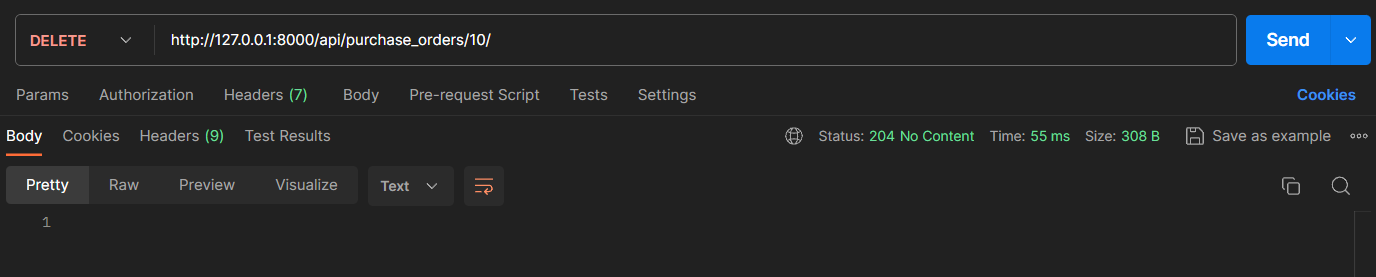 DELETE http://127.0.0.1:8000/api/purchase_orders/10/ Send
Params Authorization Headers (7) Body Pre-request Script Tests Settings Cookies
Body Cookies Headers (9) Test Results Status: 204 No Content Time: 55 ms Size: 308 B Save as example
Pretty Raw Preview Visualize Text
1